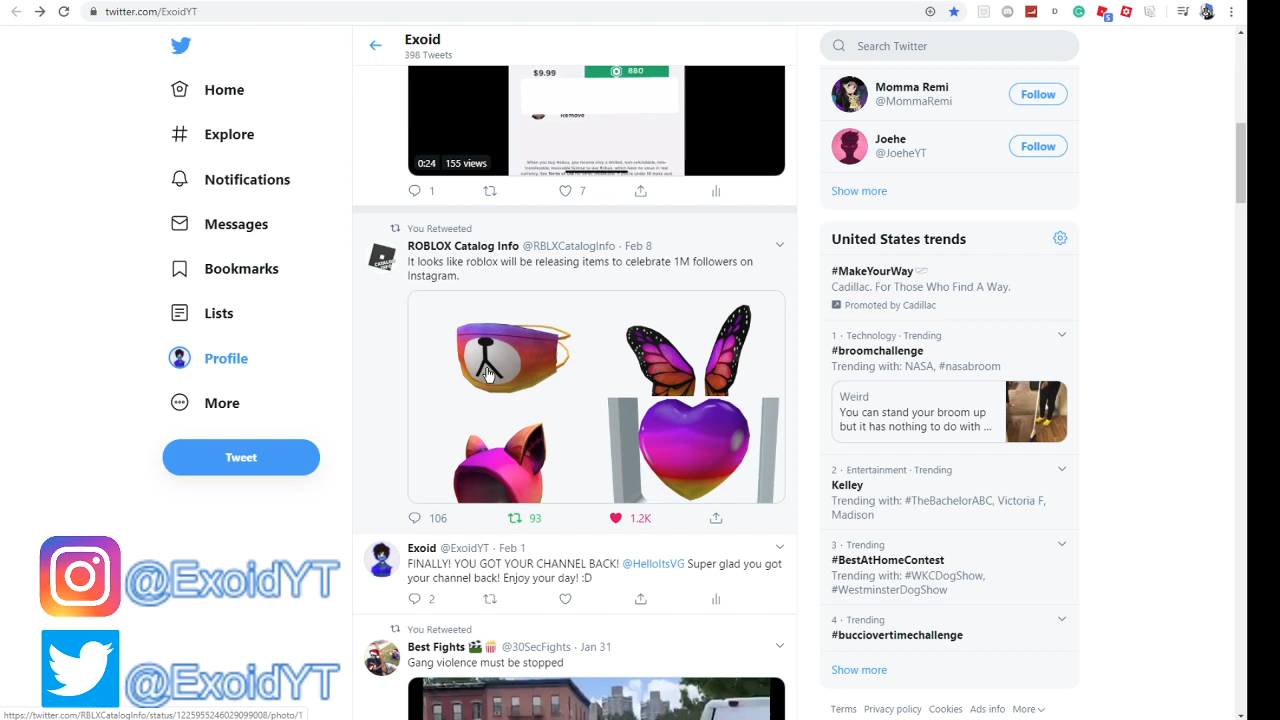 twitter.com/ExoidYT
Exoid
398 Tweets
Home
Explore
Notifications
Messages
Bookmarks
Lists
Profile
More
Tweet
@ExoidYT
@ExoidYT
https://twitter.com/RBLXCatalogInfo/status/1225955246029099008/photo/1
$9.99
880
Remove
0:24 155 views
1 7
You Retweeted
ROBLOX Catalog Info @RBLXCatalogInfo · Feb 8
It looks like roblox will be releasing items to celebrate 1M followers on
Instagram.
106 93 1.2K
Exoid @ExoidYT · Feb 1
FINALLY! YOU GOT YOUR CHANNEL BACK! @HelloItsVG Super glad you got
your channel back! Enjoy your day! :D
2
You Retweeted
Best Fights @30SecFights · Jan 31
Gang violence must be stopped
Search Twitter
Momma Remi
@MommaRemi
Follow
Joehe
@JoeheYT
Follow
Show more
United States trends
#MakeYourWay
Cadillac. For Those Who Find A Way.
Promoted by Cadillac
1 · Technology · Trending
#broomchallenge
Trending with: NASA, #nasabroom
Weird
You can stand your broom up
but it has nothing to do with ...
2 · Entertainment · Trending
Kelley
Trending with: #TheBachelorABC, Victoria F,
Madison
3 · Trending
#BestAtHomeContest
Trending with: #WKCDogShow,
#WestminsterDogShow
4 · Trending
#bucciovertimechallenge
Show more
Terms Privacy policy Cookies Ads info More